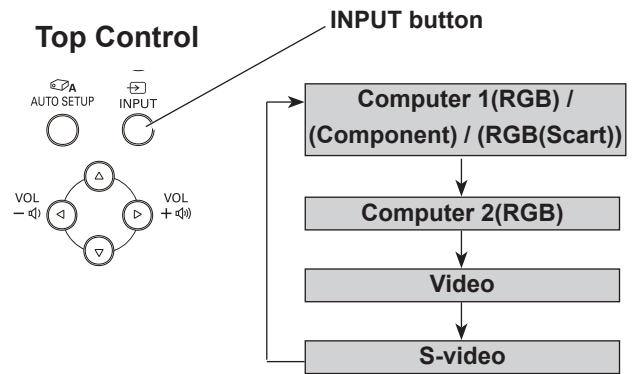 INPUT button
Top Control
A
AUTO SETUP
INPUT
VOL
−
VOL
+
Computer 1(RGB) /
(Component) / (RGB(Scart))
Computer 2(RGB)
Video
S-video